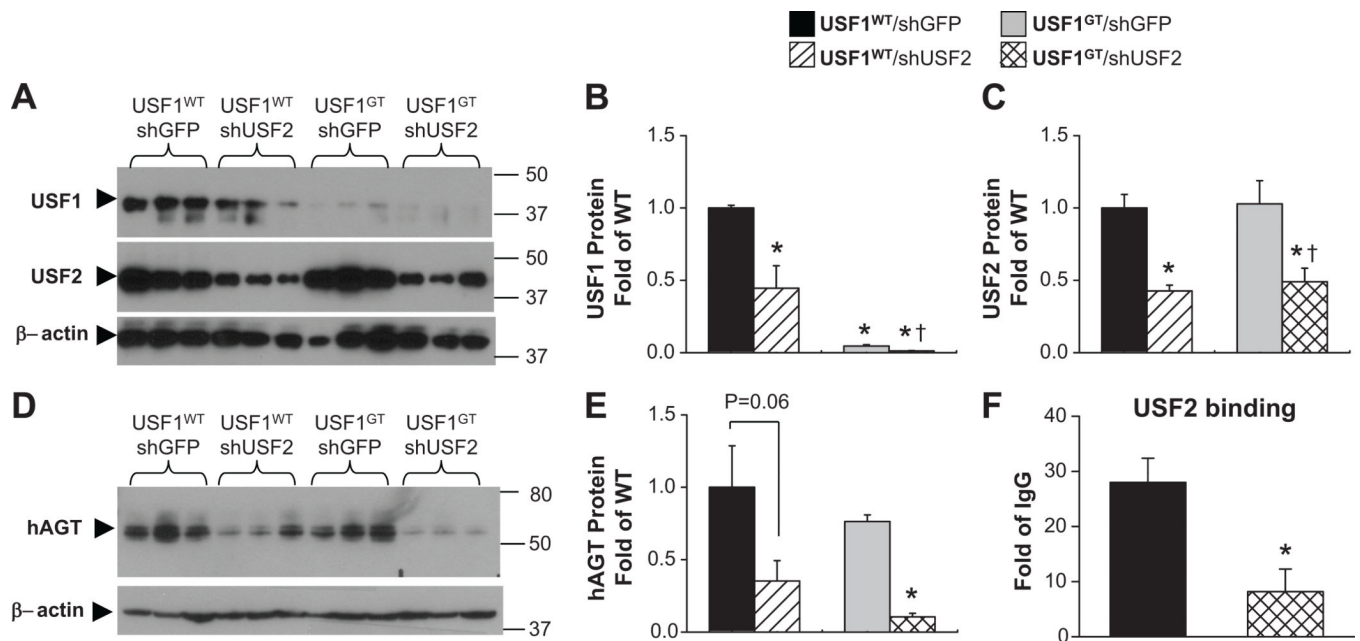 USF1WT/shGFP
USF1GT/shGFP
USF1WT/shUSF2
USF1GT/shUSF2
A
USF1WT USF1WT USF1GT USF1GT
shGFP shUSF2 shGFP shUSF2
USF1
50
37
USF2
50
37
β– actin
37
B
USF1 Protein
Fold of WT
1.5
1.0
0.5
0.0
*
*
*†
C
USF2 Protein
Fold of WT
1.5
1.0
0.5
0.0
*
*†
D
USF1WT USF1WT USF1GT USF1GT
shGFP shUSF2 shGFP shUSF2
hAGT
80
50
β– actin
37
E
hAGT Protein
Fold of WT
1.5
1.0
0.5
0.0
P=0.06
*
F
USF2 binding
Fold of IgG
40
30
20
10
0
*